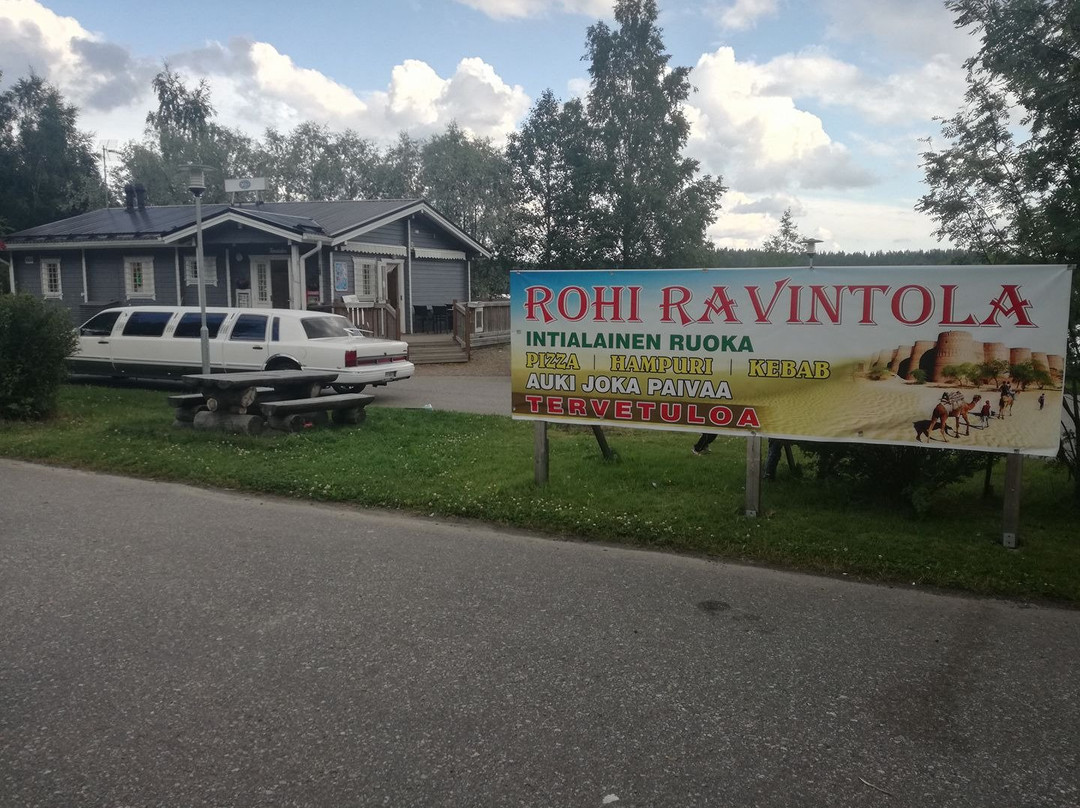 ROHI RAVINTOLA
INTIALAINEN RUOKA
PIZZA | HAMPURI | KEBAB
AUKI JOKA PAIVAA
TERVETULOA